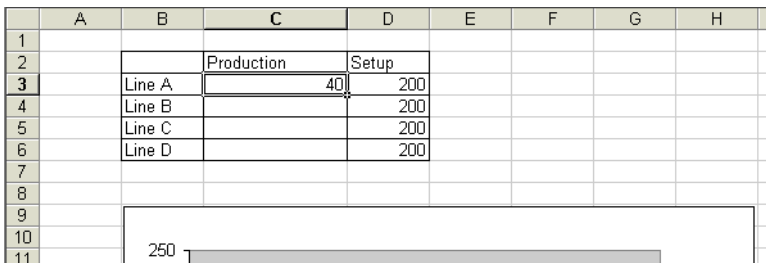 A B C D E F G H
1
2 Production Setup
3 Line A 40 200
4 Line B 200
5 Line C 200
6 Line D 200
7
8
9
10
11 250